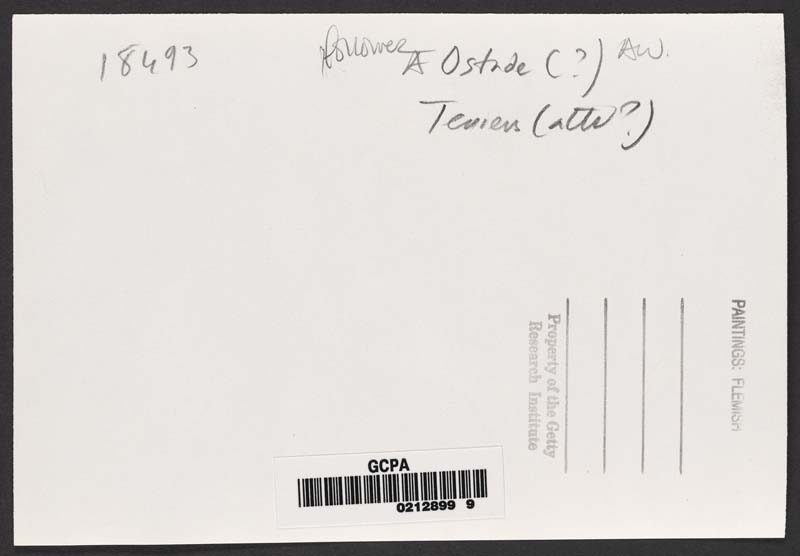 18493
follower A Ostade (?) AW.
Teniers (attr?)
PAINTINGS: FLEMISH
Property of the Getty
Research Institute
GCPA
0212899 9